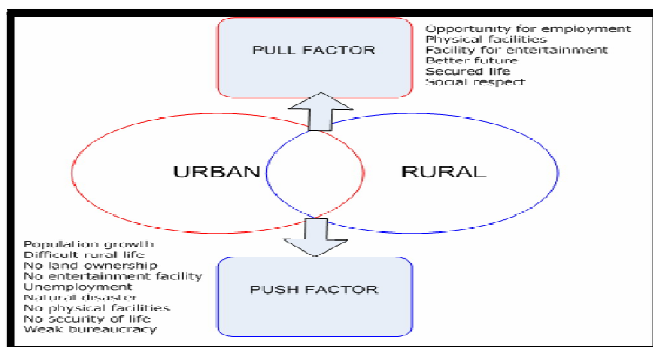 PULL FACTOR
Opportunity for employment
Physical facilities
Facility for entertainment
Better future
Secured life
Social respect
URBAN
RURAL
Population growth
Difficult rural life
No land ownership
No entertainment facility
Unemployment
Natural disaster
No physical facilities
No security of life
Weak bureaucracy
PUSH FACTOR